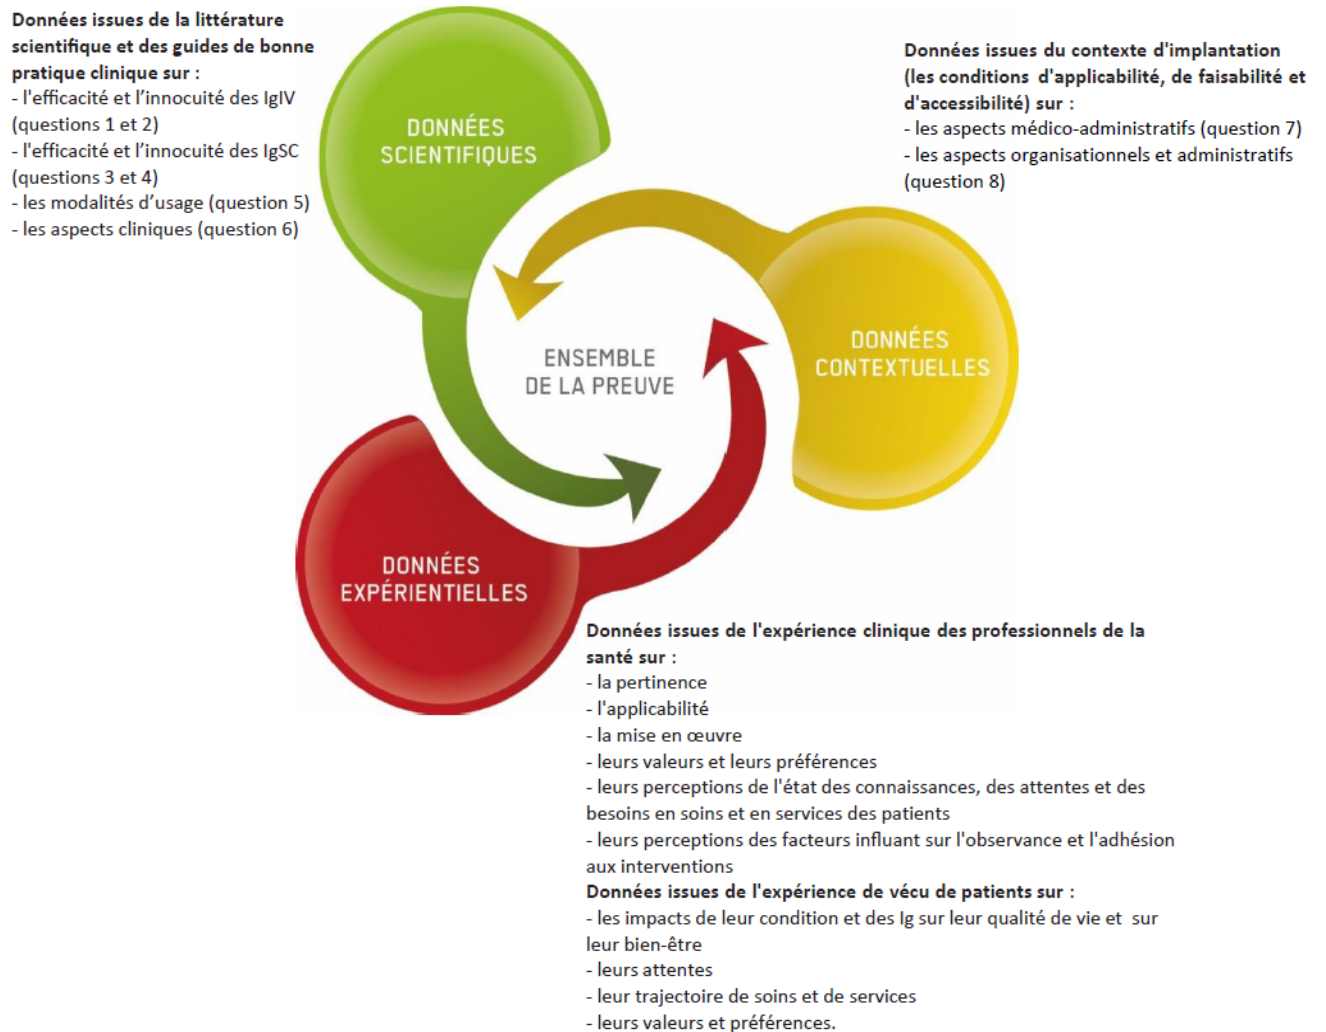 Données issues de la littérature
scientifique et des guides de bonne
pratique clinique sur :
- l'efficacité et l’innocuité des IgIV
(questions 1 et 2)
- l'efficacité et l’innocuité des IgSC
(questions 3 et 4)
- les modalités d’usage (question 5)
- les aspects cliniques (question 6)
DONNÉES
SCIENTIFIQUES
Données issues du contexte d'implantation
(les conditions d'applicabilité, de faisabilité et
d'accessibilité) sur :
- les aspects médico-administratifs (question 7)
- les aspects organisationnels et administratifs
(question 8)
DONNÉES
CONTEXTUELLES
ENSEMBLE
DE LA PREUVE
DONNÉES
EXPÉRIENTIELLES
Données issues de l'expérience clinique des professionnels de la
santé sur :
- la pertinence
- l'applicabilité
- la mise en œuvre
- leurs valeurs et leurs préférences
- leurs perceptions de l'état des connaissances, des attentes et des
besoins en soins et en services des patients
- leurs perceptions des facteurs influant sur l'observance et l'adhésion
aux interventions
Données issues de l'expérience de vécu de patients sur :
- les impacts de leur condition et des Ig sur leur qualité de vie et sur
leur bien-être
- leurs attentes
- leur trajectoire de soins et de services
- leurs valeurs et préférences.